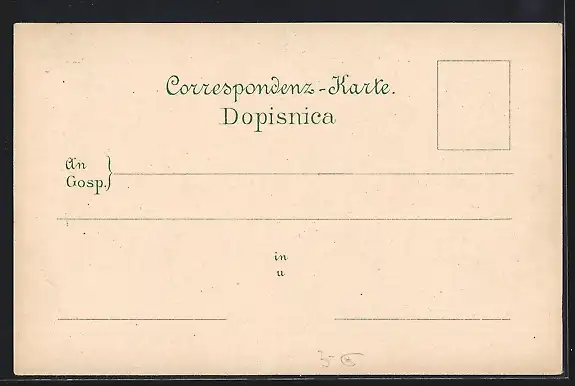 Correspondenz-Karte.
Dopisnica
An
Gosp.
in
u